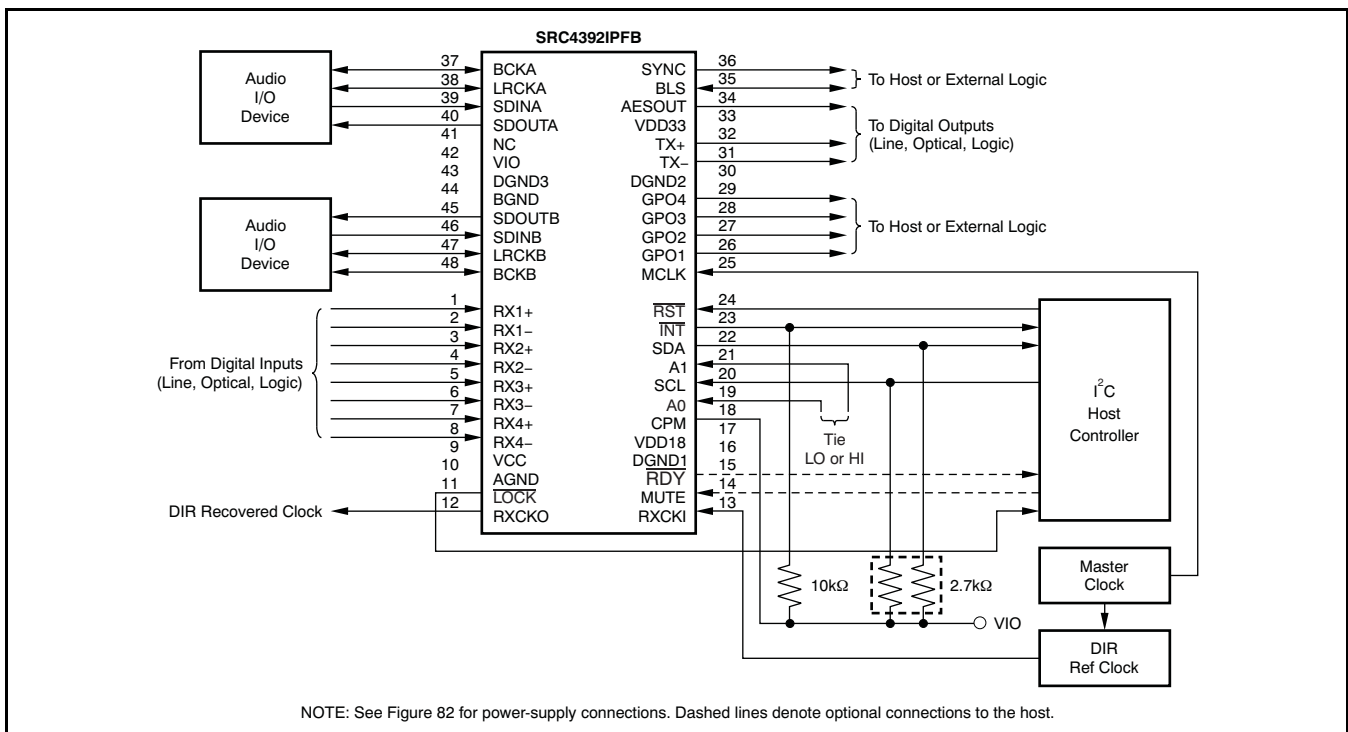 SRC4392IPFB
Audio
I/O
Device
37
38
39
40
41
42
43
44
45
46
47
48
Audio
I/O
Device
BCKA
LRCKA
SDINA
SDOUTA
NC
VIO
DGND3
BGND
SDOUTB
SDINB
LRCKB
BCKB
SYNC
BLS
AESOUT
VDD33
TX+
TX−
DGND2
GPO4
GPO3
GPO2
GPO1
MCLK
36
35
34
33
32
31
30
29
28
27
26
25
To Host or External Logic
To Digital Outputs
(Line, Optical, Logic)
To Host or External Logic
From Digital Inputs
(Line, Optical, Logic)
1
2
3
4
5
6
7
8
9
10
11
12
RX1+
RX1−
RX2+
RX2−
RX3+
RX3−
RX4+
RX4−
VCC
AGND
LOCK
RXCKO
RST
INT
SDA
A1
SCL
A0
CPM
VDD18
DGND1
RDY
MUTE
RXCKI
24
23
22
21
20
19
18
17
16
15
14
13
Tie
LO or HI
I²C
Host
Controller
DIR Recovered Clock
10kΩ
2.7kΩ
VIO
Master
Clock
DIR
Ref Clock
NOTE: See Figure 82 for power-supply connections. Dashed lines denote optional connections to the host.